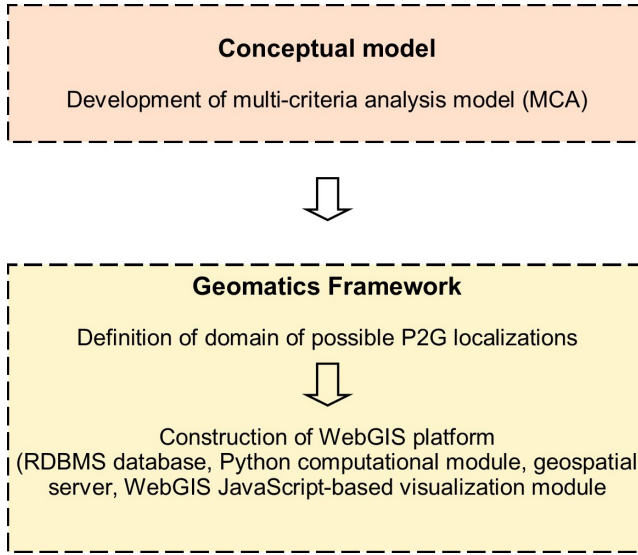 Conceptual model
Development of multi-criteria analysis model (MCA)
Geomatics Framework
Definition of domain of possible P2G localizations
Construction of WebGIS platform
(RDBMS database, Python computational module, geospatial
server, WebGIS JavaScript-based visualization module